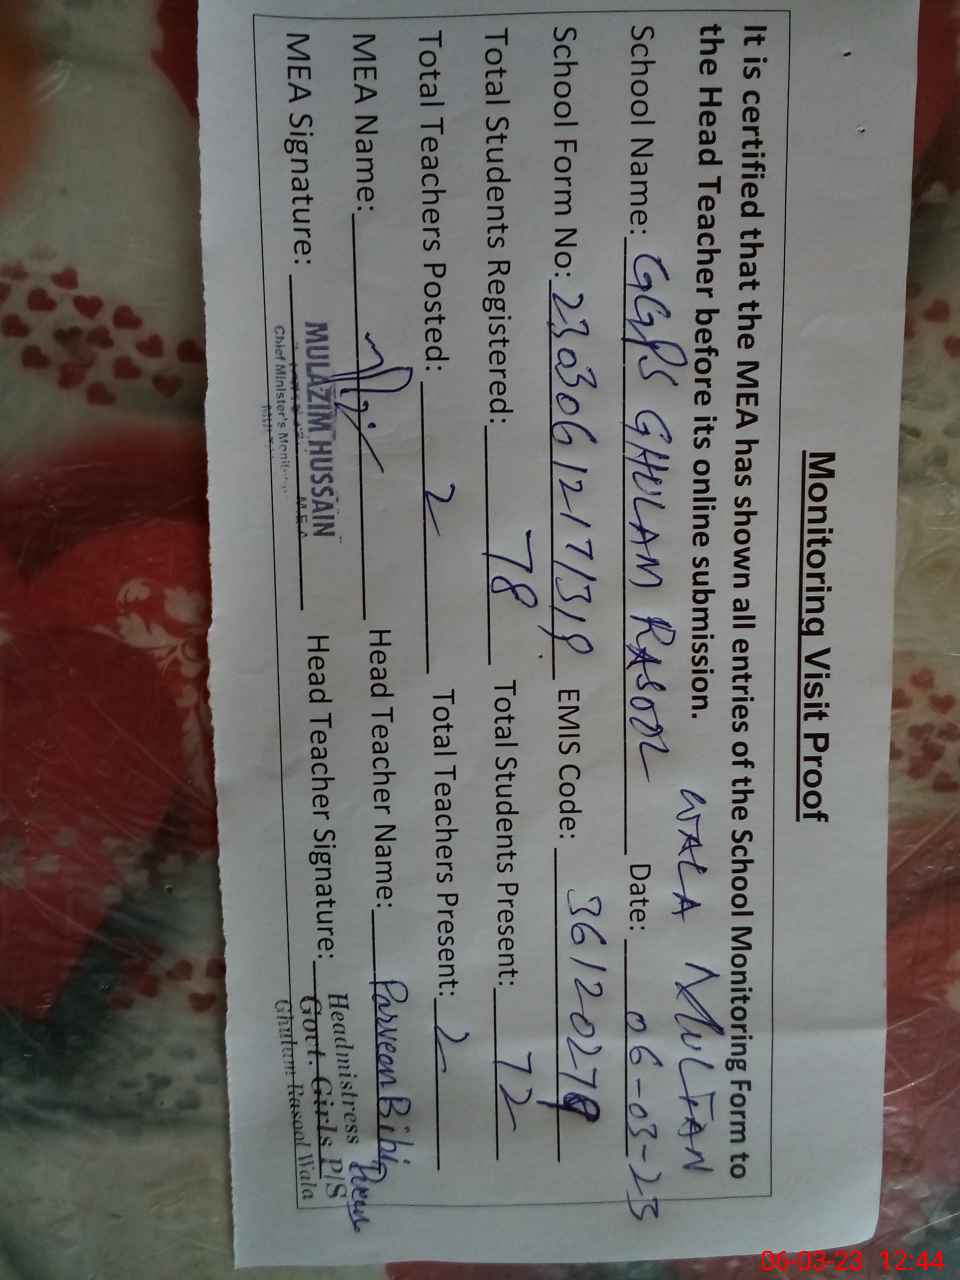 Monitoring Visit Proof
It is certified that the MEA has shown all entries of the School Monitoring Form to
the Head Teacher before its online submission.
WALA MULTAN
School Name: GGPS GHULAM RASOOL Date: 06-03-23
School Form No: EMIS Code:
Total Students Registered: 78 Total Students Present: 72
Total Teachers Posted: 2 Total Teachers Present: 2
MEA Name: Head Teacher Name: Parveen Bibi
MEA Signature: MULAZIM HUSSAIN Head Teacher Signature: Headmistress
Chief Minister's Govt. Girls P/S
Ghulam Rasool Wala
06-03-23 12:44